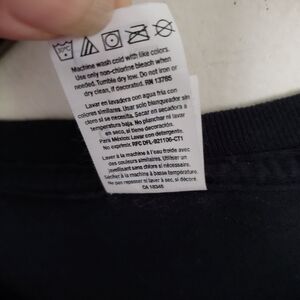 30°C
Machine wash cold with like colors.
Use only non-chlorine bleach when
needed. Tumble dry low. Do not iron or
dry clean, if decorated. RN 13765
Lavar en lavadora con agua fria con
colores similares. Usar solo blanqueador sin
cloro si se necesita. Secar en secadora a
temperatura baja. No planchar ni lavar
en seco, si tiene decoración.
Para México: Lavar con detergente.
No exprimir. RFC DFL-921106-CT1
Laver à la machine à l'eau froide avec
des couleurs similaires. Utiliser un
javellisant sans chlore si nécessaire.
Sécher à la machine à basse température.
Ne pas repasser ni laver à sec, si décoré
CA 18345